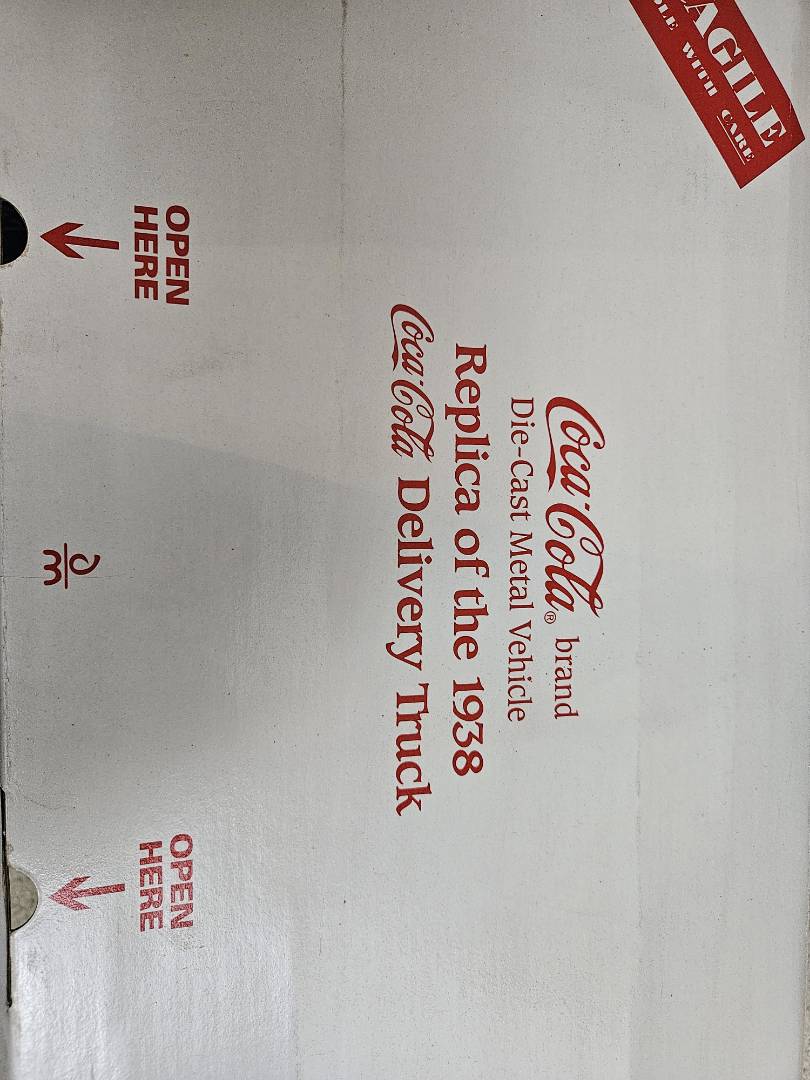 AGILE
WITH CARE
Coca-Cola® brand
Die-Cast Metal Vehicle
Replica of the 1938
Coca-Cola Delivery Truck
OPEN
HERE
OPEN
HERE